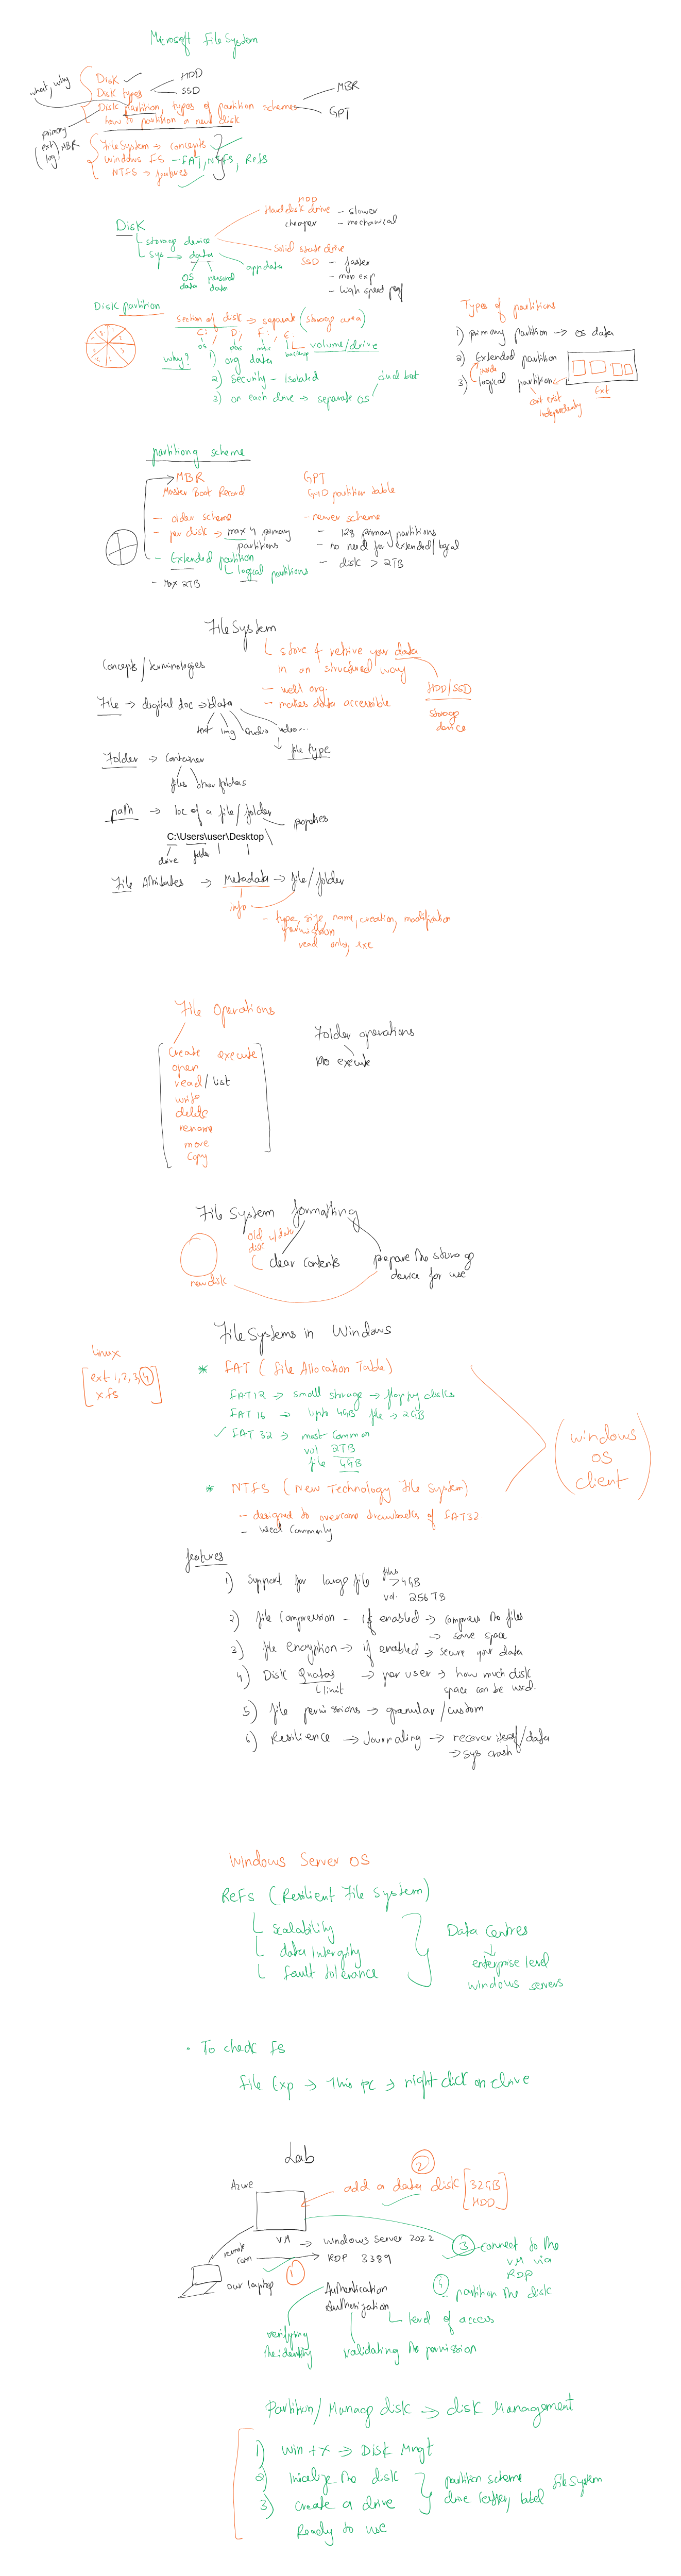 Microsoft File System
what, why
Disk
HDD
Disk types
SSD
Disk Partition, types of partition schemes
MBR
GPT
how to partition a new disk
primary
ext
log
MBR
File System → concepts
Windows FS - FAT, NTFS, ReFS
NTFS → features
Disk
storage device
sys → data
OS data
personal data
app data
HDD
Hard disk drive - slower
cheaper - mechanical
Solid state drive
SSD - faster
- more exp
- high speed perf
Disk partition
section of disk → separate (storage area)
C: D: F: E:
OS
backup
volume/drive
why?
1) org data
2) Security - Isolated
3) on each drive → separate OS
dual boot
Types of partitions
1) primary partition → OS data
2) Extended partition
inside
3) logical partition
can't exist independently
Ext
partitiong scheme
MBR
Master Boot Record
- older scheme
- per disk → max 4 primary partitions
- Extended partition
logical partitions
- Max 2TB
GPT
GUID partition table
- newer scheme
- 128 primary partitions
- no need for extended/logical
- disk > 2TB
File System
store & retrive your data
in an structured way
- well org.
- makes data accessible
HDD/SSD
storage device
Concepts / terminologies
File → digital doc → data
text img Audio video...
file type
Folder → container
files other folders
path → loc of a file/folder
properties
C:\Users\user\Desktop\
drive folder
File Attributes → Metadata → file/folder
info
- type, size, name, creation, modification
permission
read only, exe
File Operations
Create execute
open
read / list
write
delete
rename
move
Copy
Folder operations
no execute
File System formatting
old w/data disk
clear contents
prepare the storage device for use
new disk
File Systems in Windows
Linux
ext 1, 2, 3, 4
xfs
* FAT (File Allocation Table)
FAT12 → small storage → floppy disks
FAT 16 → upto 4GB file → 2GB
✓ FAT 32 → most common
vol 2TB
file 4GB
* NTFS (New Technology File System)
- designed to overcome drawbacks of FAT32.
- used commonly
windows OS client
features
1) Support for large file
files >4GB
vol. 256TB
2) file Compression - if enabled → compress the files
→ save space
3) file encryption → if enabled → secure your data
4) Disk Quotas → per user → how much disk
limit
space can be used.
5) file permissions → granular/custom
6) Resilience → Journaling → recover itself/data
→ sys crash
Windows Server OS
ReFS (Resilient File System)
scalability
data Intergrity
fault tolerance
Data Centres
enterprise level
windows servers
• To check FS
file Exp → This pc → right click on drive
Lab
Azure
2
add a data disk [32GB HDD]
VM → Windows Server 2022
remote conn → RDP 3389
our laptop
1
3
connect to the VM via RDP
4
partition the disk
Authentication
Authorization
level of access
verifying the identity
validating the permission
Partition/Manage disk → disk Management
1) Win +X → Disk Mngt
2) Inicialize the disk
3) create a drive
partition scheme
file system
drive letter, label
Ready to use